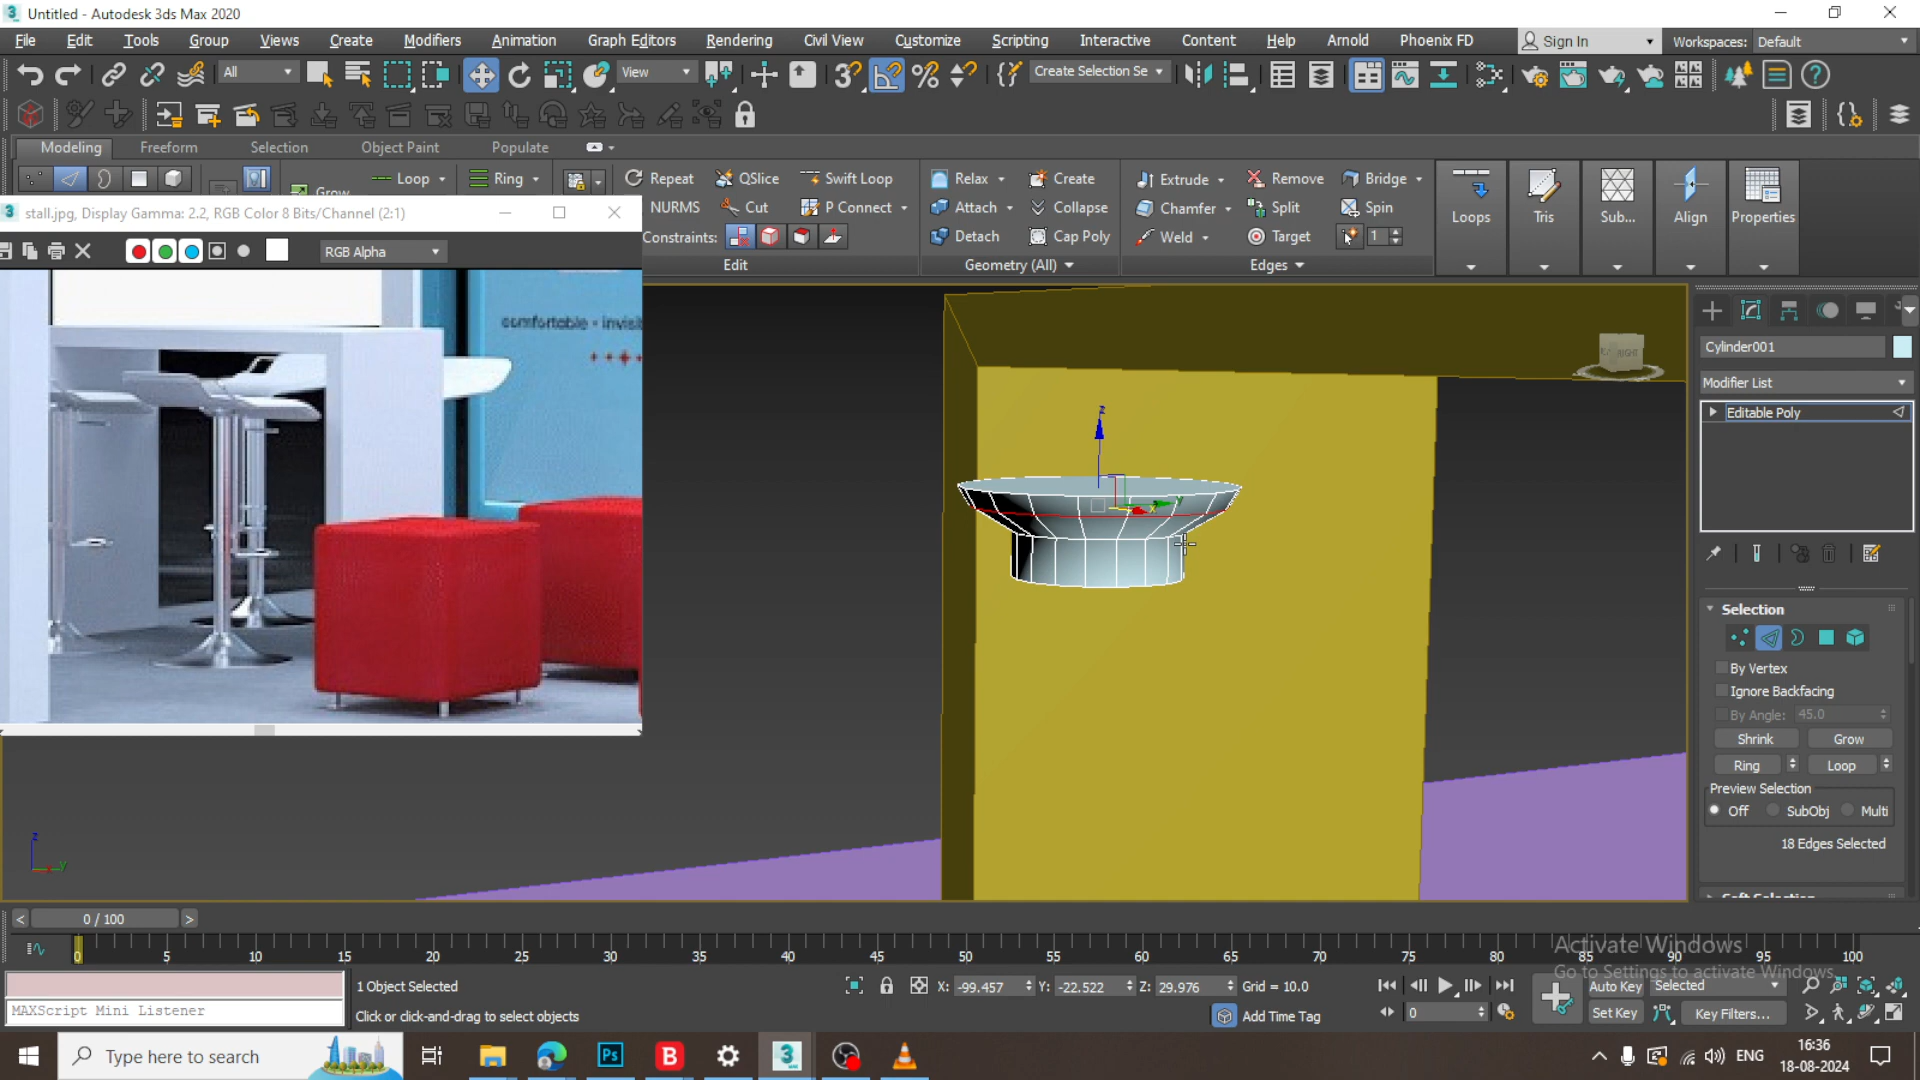 Untitled - Autodesk 3ds Max 2020
File Edit Tools Group Views Create Modifiers Animation Graph Editors Rendering Civil View Customize Scripting Interactive Content Help Arnold Phoenix FD Sign In Workspaces: Default
All View Create Selection Se
Modeling Freeform Selection Object Paint Populate
Loop Ring Repeat QSlice Swift Loop Relax Create Extrude Remove Bridge
Grow NURMS Cut P Connect Attach Collapse Chamfer Split Spin Loops Tris Sub... Align Properties
stall.jpg, Display Gamma: 2.2, RGB Color 8 Bits/Channel (2:1)
Constraints: Detach Cap Poly Weld Target 1
RGB Alpha
Edit Geometry (All) Edges
comfortable - invisi
z
y
x
RIGHT
Cylinder001
Modifier List
Editable Poly
Selection
By Vertex
Ignore Backfacing
By Angle: 45.0
Shrink Grow
Ring Loop
Preview Selection
Off SubObj Multi
18 Edges Selected
Soft Selection
z
y
< 0 / 100 >
0 5 10 15 20 25 30 35 40 45 50 55 60 65 70 75 80 85 90 95 100
Activate Windows
Go to Settings to activate Windows.
1 Object Selected X: -99.457 Y: -22.522 Z: 29.976 Grid = 10.0 Auto Key Selected
MAXScript Mini Listener Click or click-and-drag to select objects Add Time Tag 0 Set Key Key Filters...
Type here to search Ps B 3 ENG 16:36
18-08-2024